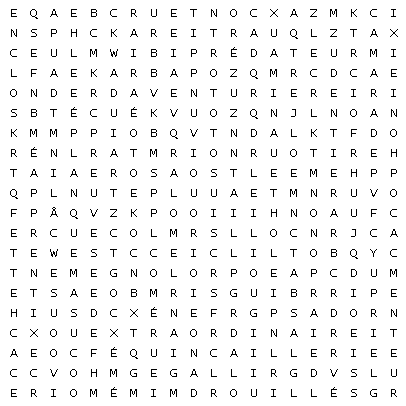 E Q A E B C R U E T N O C X A Z M K C I
N S P H C K A R E I T R A U Q L Z T A X
C E U L M W I B I P R É D A T E U R M I
L F A E K A R B A P O Z Q M R C D C A E
O N D E R D A V E N T U R I E R E I R I
S B T É C U É K V U O Z Q N J L N O A N
K M M P P I O B Q V T N D A L K T F D O
R É N L R A T M R I O N R U O T I R E H
T A I A E R O S A O S T L E E M E H P P
Q P L N U T E P L U U A E T M N R U V O
F P Â Q V Z K P O O I I I H N O A U F C
E R C U E C O L M R S L L O C N R J C A
T E W E S T C C E I C L I L T O B Q Y C
T N E M E G N O L O R P O E A P C D U M
E T S A E O B M R I S G U I B R R I P E
H I U S D C X É N E F R G P S A D O R N
C X O U E X T R A O R D I N A I R E I T
A E O C F É Q U I N C A I L L E R I E E
C C V O H M G E G A L L I R G D V S L U
E R I O M É M I M D R O U I L L É S G R